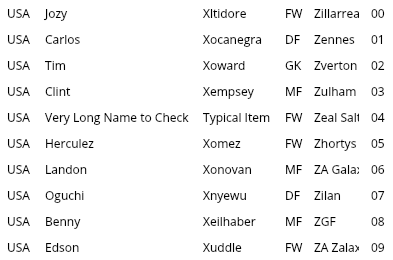 USA Jozy Xltidore FW Zillarrea 00
USA Carlos Xocanegra DF Zennes 01
USA Tim Xoward GK Zverton 02
USA Clint Xempsey MF Zulham 03
USA Very Long Name to Check Typical Item FW Zeal Salt 04
USA Herculez Xomez FW Zhortys 05
USA Landon Xonovan MF ZA Gala 06
USA Oguchi Xnyewu DF Zilan 07
USA Benny Xeilhaber MF ZGF 08
USA Edson Xuddle FW ZA Zala 09